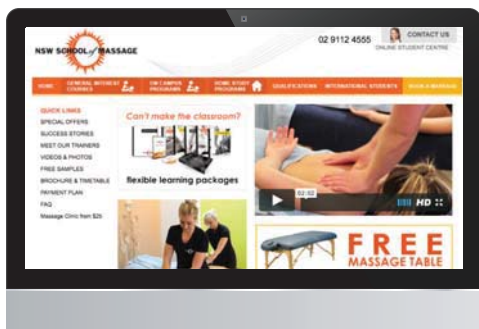 NSW SCHOOL of MASSAGE
02 9112 4555
CONTACT US
ONLINE STUDENT CENTRE
HOME
GENERAL INTEREST
COURSES
ON CAMPUS
PROGRAMS
HOME STUDY
PROGRAMS
QUALIFICATIONS
INTERNATIONAL STUDENTS
BOOK A MASSAGE
QUICK LINKS
SPECIAL OFFERS
SUCCESS STORIES
MEET OUR TRAINERS
VIDEOS & PHOTOS
FREE SAMPLES
BROCHURE & TIMETABLE
PAYMENT PLAN
FAQ
Massage Clinic from $25
Can't make the classroom?
flexible learning packages
02:52
HD
FREE
MASSAGE TABLE